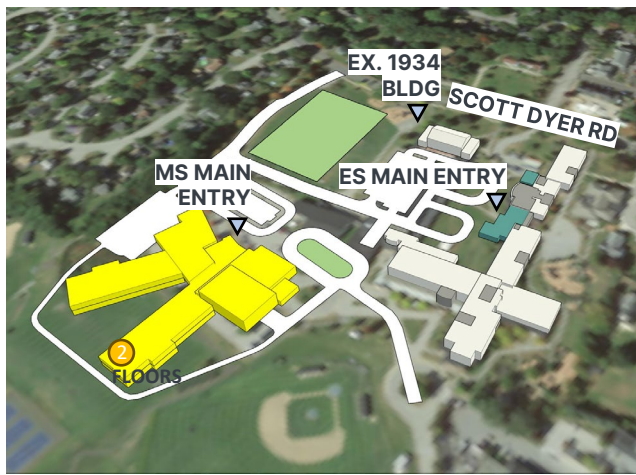 EX. 1934
BLDG
SCOTT DYER RD
MS MAIN
ENTRY
ES MAIN ENTRY
2
FLOORS